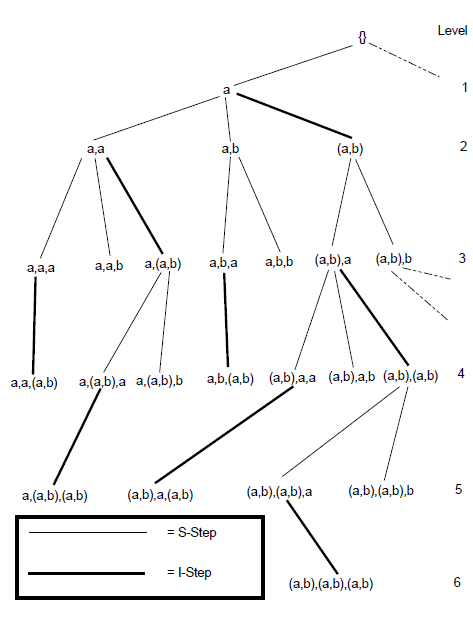 Level
{}
1
a
2
a,a
a,b
(a,b)
3
a,a,a
a,a,b
a,(a,b)
a,b,a
a,b,b
(a,b),a
(a,b),b
4
a,a,(a,b)
a,(a,b),a
a,(a,b),b
a,b,(a,b)
(a,b),a,a
(a,b),a,b
(a,b),(a,b)
5
a,(a,b),(a,b)
(a,b),a,(a,b)
(a,b),(a,b),a
(a,b),(a,b),b
= S-Step
= I-Step
(a,b),(a,b),(a,b)
6